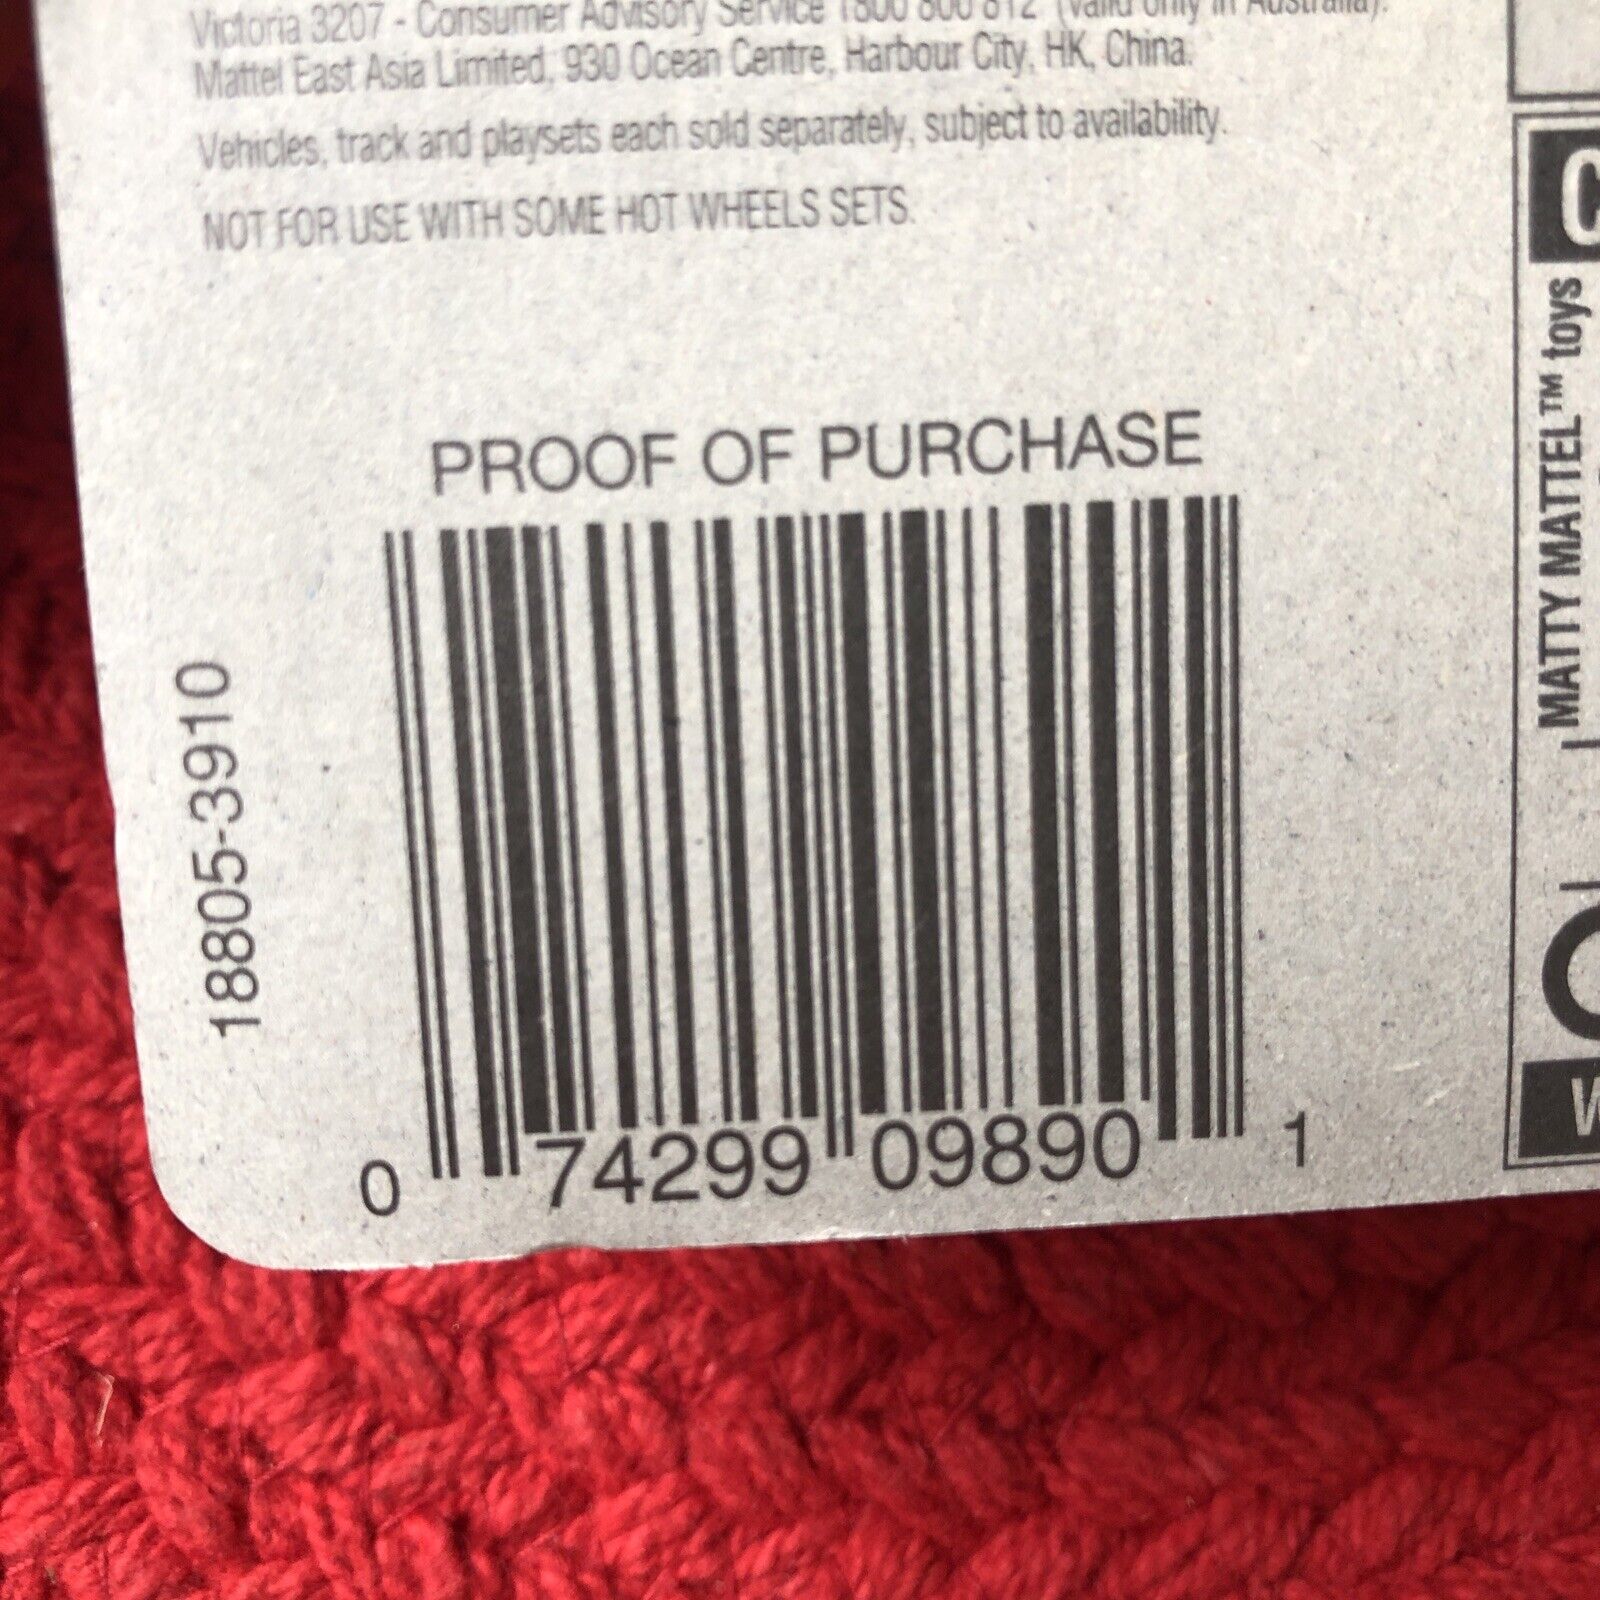 Victoria 3207 - Consumer Advisory Service 1800 800 812 (valid only in Australia).
Mattel East Asia Limited, 930 Ocean Centre, Harbour City, HK, China.
Vehicles, track and playsets each sold separately, subject to availability.
NOT FOR USE WITH SOME HOT WHEELS SETS.
PROOF OF PURCHASE
18805-3910
0 74299 09890 1
MATTY MATTEL™ toys